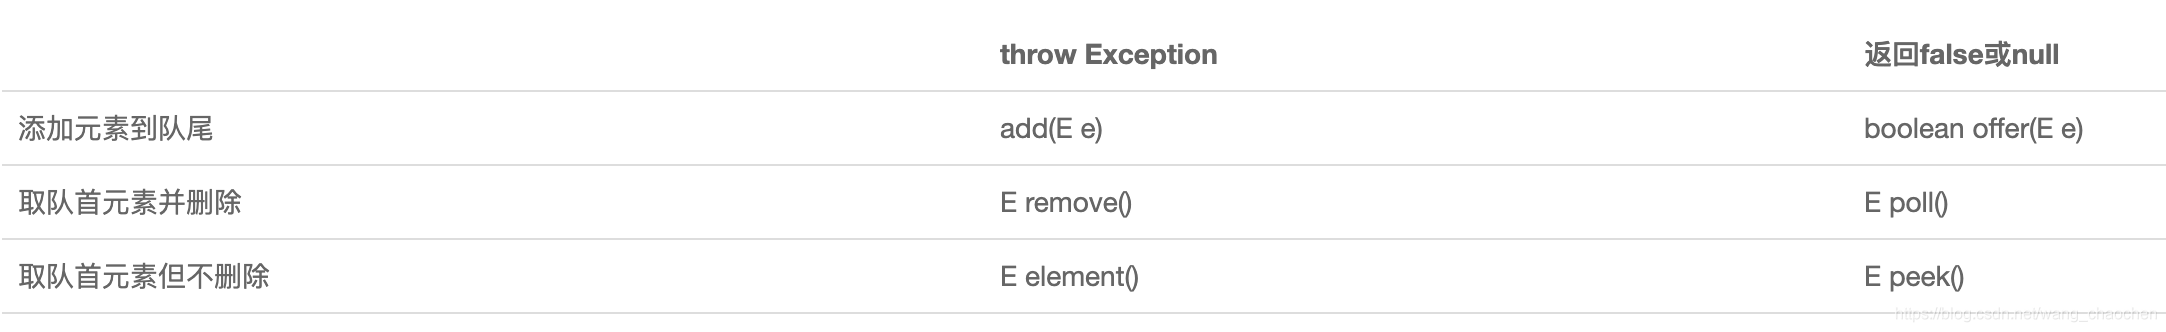 throw Exception 返回false或null
添加元素到队尾 add(E e) boolean offer(E e)
取队首元素并删除 E remove() E poll()
取队首元素但不删除 E element() E peek()
https://blog.csdn.net/wang_chaochen